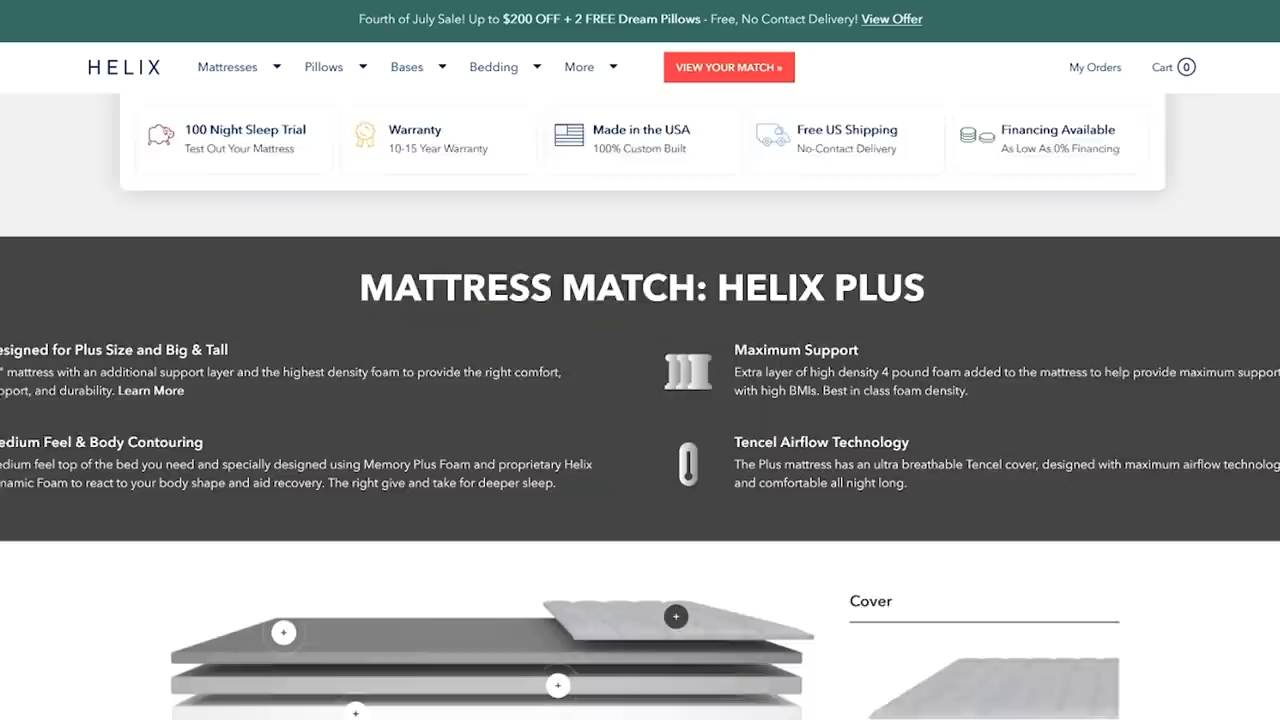 Fourth of July Sale! Up to $200 OFF + 2 FREE Dream Pillows - Free, No Contact Delivery! View Offer
HELIX
Mattresses
Pillows
Bases
Bedding
More
VIEW YOUR MATCH »
My Orders
Cart 0
100 Night Sleep Trial
Test Out Your Mattress
Warranty
10-15 Year Warranty
Made in the USA
100% Custom Built
Free US Shipping
No-Contact Delivery
Financing Available
As Low As 0% Financing
MATTRESS MATCH: HELIX PLUS
esigned for Plus Size and Big & Tall
" mattress with an additional support layer and the highest density foam to provide the right comfort,
pport, and durability. Learn More
Maximum Support
Extra layer of high density 4 pound foam added to the mattress to help provide maximum support
with high BMIs. Best in class foam density.
edium Feel & Body Contouring
edium feel top of the bed you need and specially designed using Memory Plus Foam and proprietary Helix
namic Foam to react to your body shape and aid recovery. The right give and take for deeper sleep.
Tencel Airflow Technology
The Plus mattress has an ultra breathable Tencel cover, designed with maximum airflow technolog
and comfortable all night long.
Cover